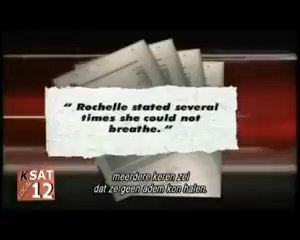 “ Rochelle stated several
times she could not
breathe. ”
meerdere keren zei
dat ze geen adem kon halen.
KSAT
LOCAL
12